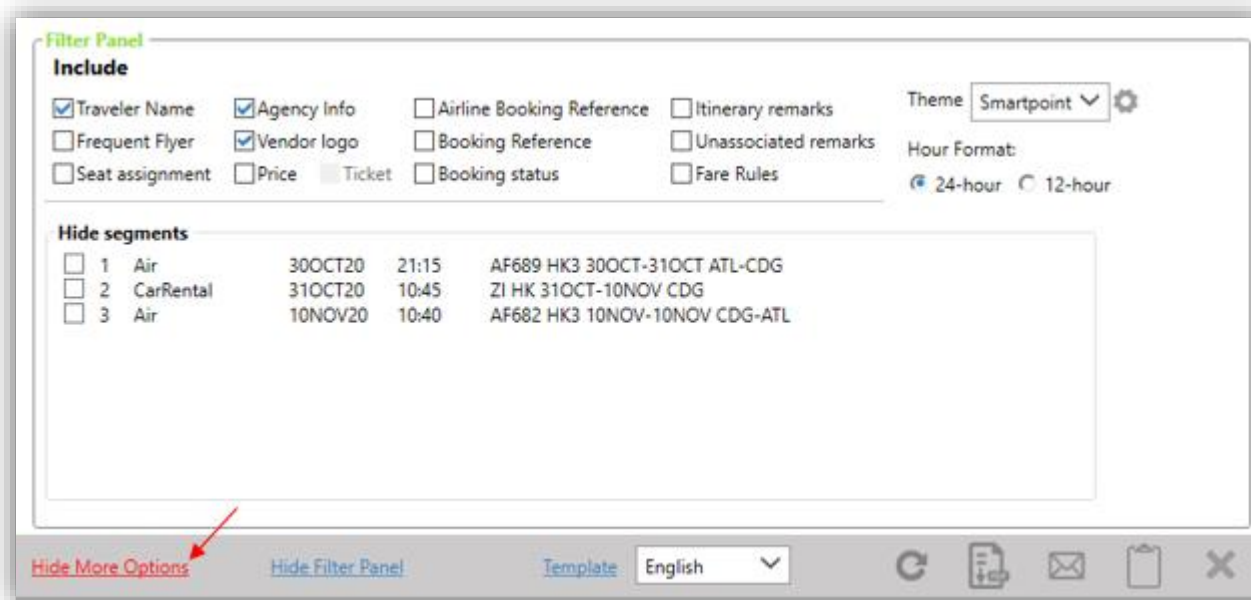 Filter Panel
Include
Traveler Name Agency Info Airline Booking Reference Itinerary remarks Theme Smartpoint
Frequent Flyer Vendor logo Booking Reference Unassociated remarks Hour Format:
Seat assignment Price Ticket Booking status Fare Rules 24-hour 12-hour
Hide segments
1 Air 30OCT20 21:15 AF689 HK3 30OCT-31OCT ATL-CDG
2 CarRental 31OCT20 10:45 ZI HK 31OCT-10NOV CDG
3 Air 10NOV20 10:40 AF682 HK3 10NOV-10NOV CDG-ATL
Hide More Options Hide Filter Panel Template English